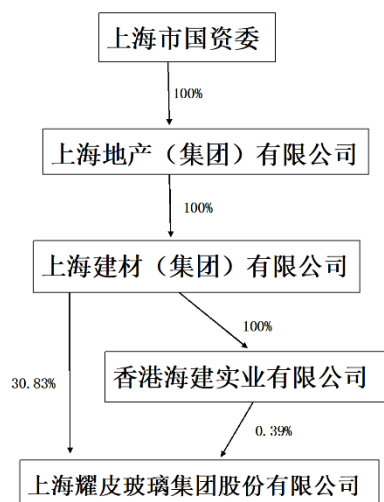 上海市国资委
100%
上海地产（集团）有限公司
100%
上海建材（集团）有限公司
100%
30.83%
香港海建实业有限公司
0.39%
上海耀皮玻璃集团股份有限公司